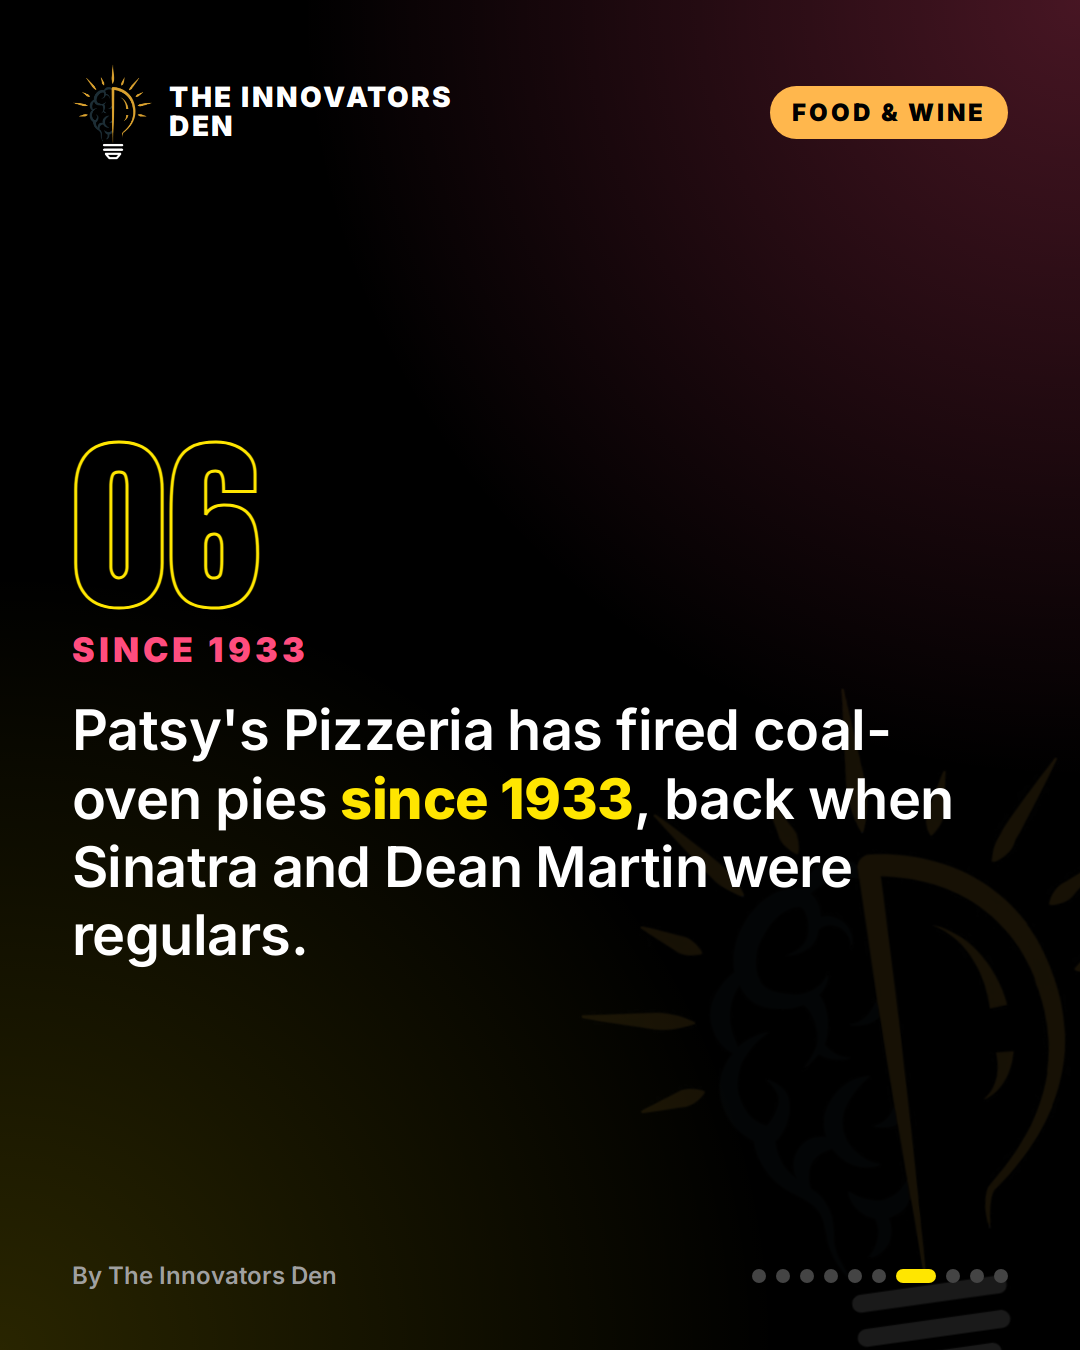 THE INNOVATORS
DEN
FOOD & WINE
06
SINCE 1933
Patsy's Pizzeria has fired coal-
oven pies since 1933, back when
Sinatra and Dean Martin were
regulars.
By The Innovators Den